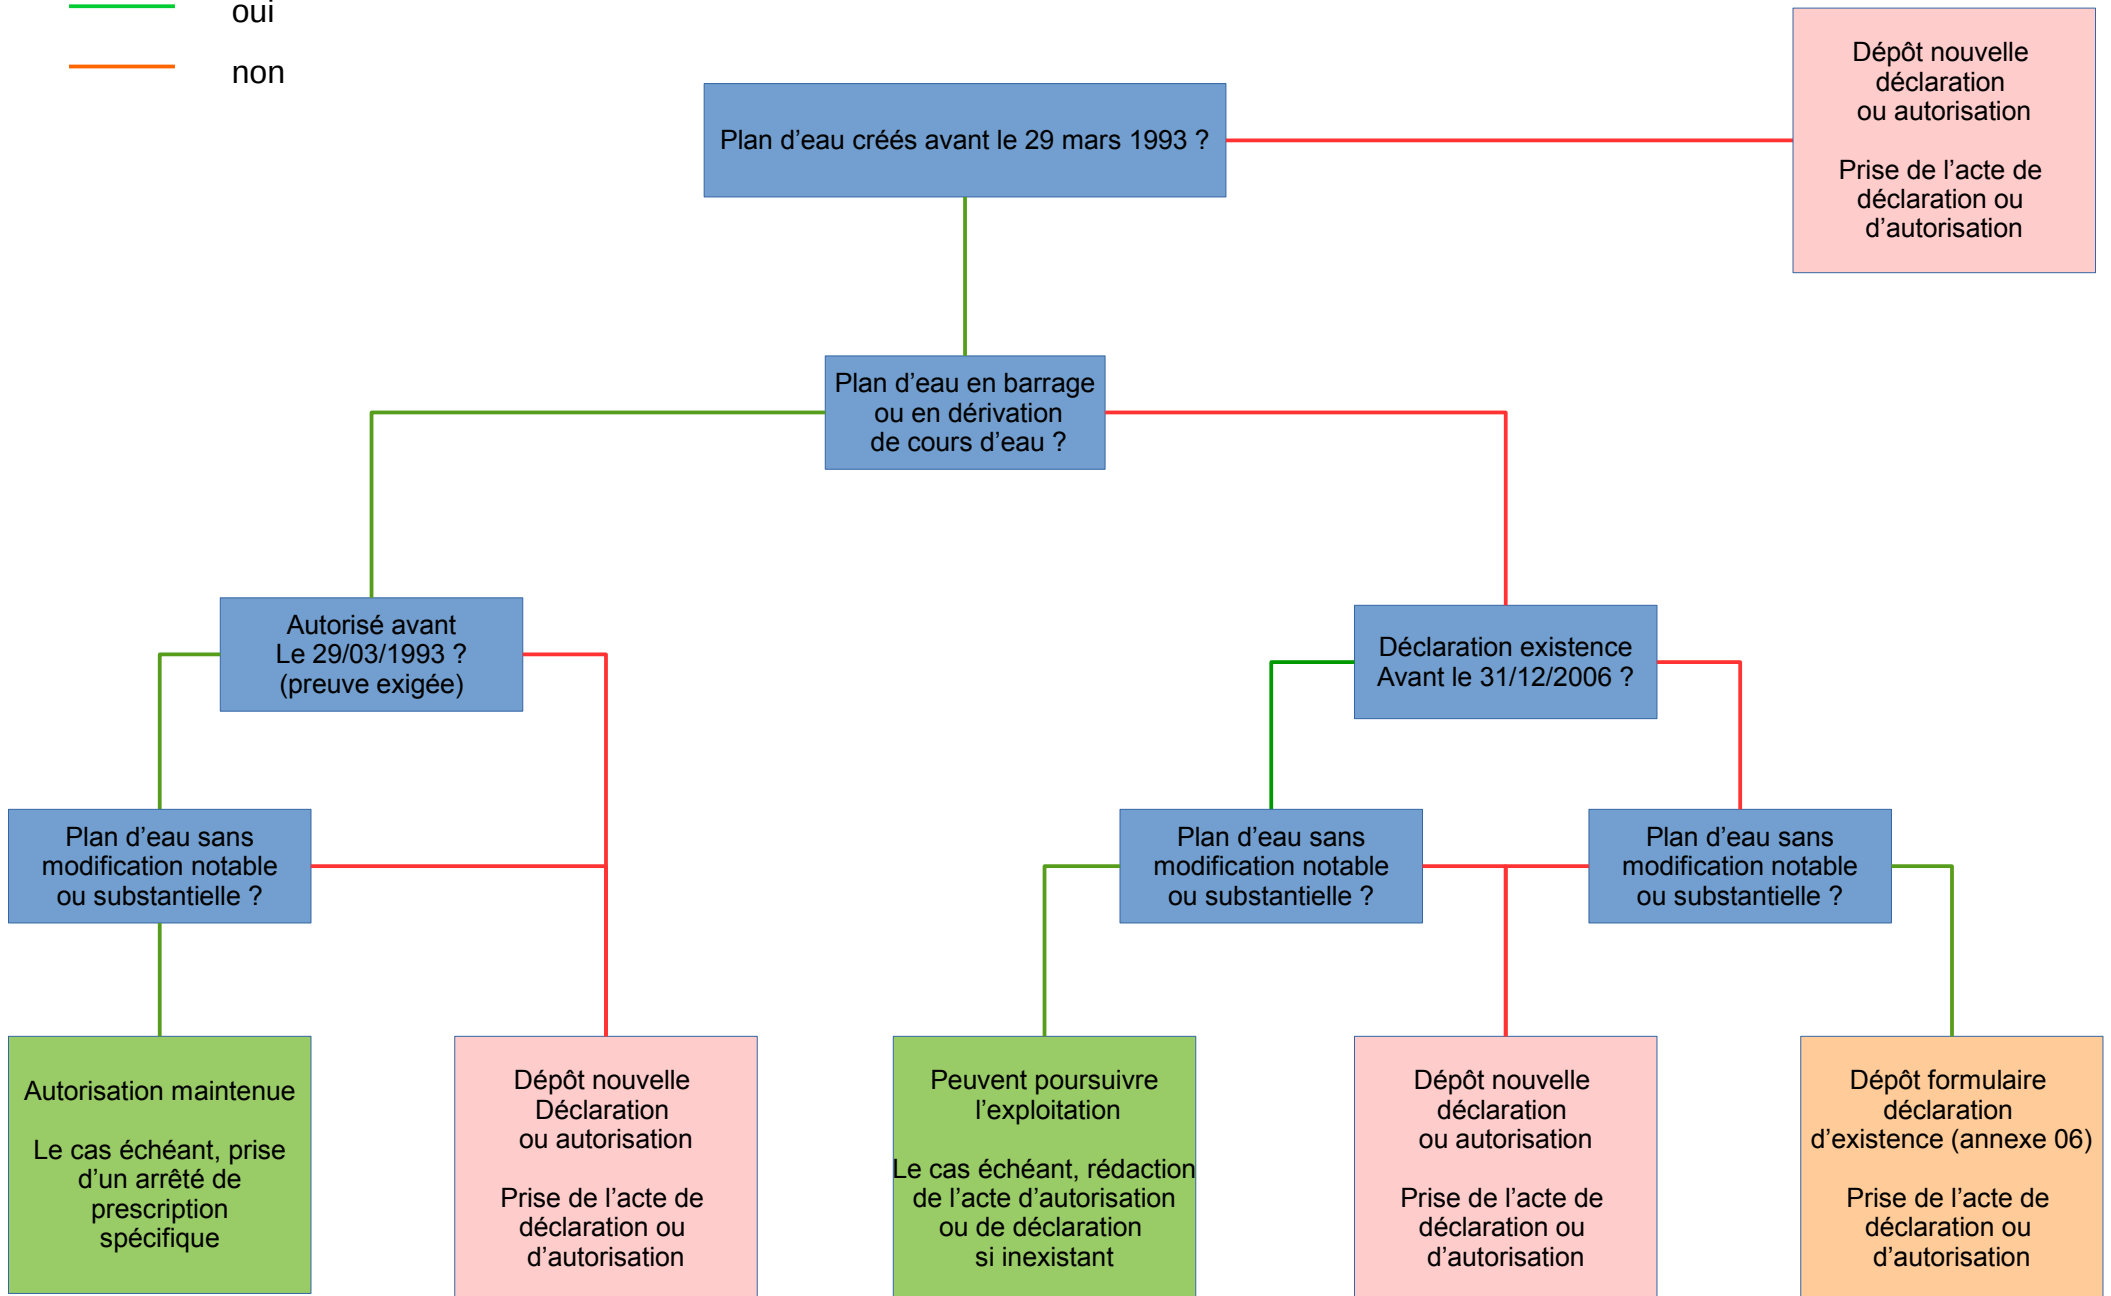 oui
non
Dépôt nouvelle
déclaration
ou autorisation
Prise de l’acte de
déclaration ou
d’autorisation
Plan d’eau créés avant le 29 mars 1993 ?
Plan d’eau en barrage
ou en dérivation
de cours d’eau ?
Autorisé avant
Le 29/03/1993 ?
(preuve exigée)
Déclaration existence
Avant le 31/12/2006 ?
Plan d’eau sans
modification notable
ou substantielle ?
Plan d’eau sans
modification notable
ou substantielle ?
Plan d’eau sans
modification notable
ou substantielle ?
Autorisation maintenue
Le cas échéant, prise
d’un arrêté de
prescription
spécifique
Dépôt nouvelle
Déclaration
ou autorisation
Prise de l’acte de
déclaration ou
d’autorisation
Peuvent poursuivre
l’exploitation
Le cas échéant, rédaction
de l’acte d’autorisation
ou de déclaration
si inexistant
Dépôt nouvelle
déclaration
ou autorisation
Prise de l’acte de
déclaration ou
d’autorisation
Dépôt formulaire
déclaration
d’existence (annexe 06)
Prise de l’acte de
déclaration ou
d’autorisation